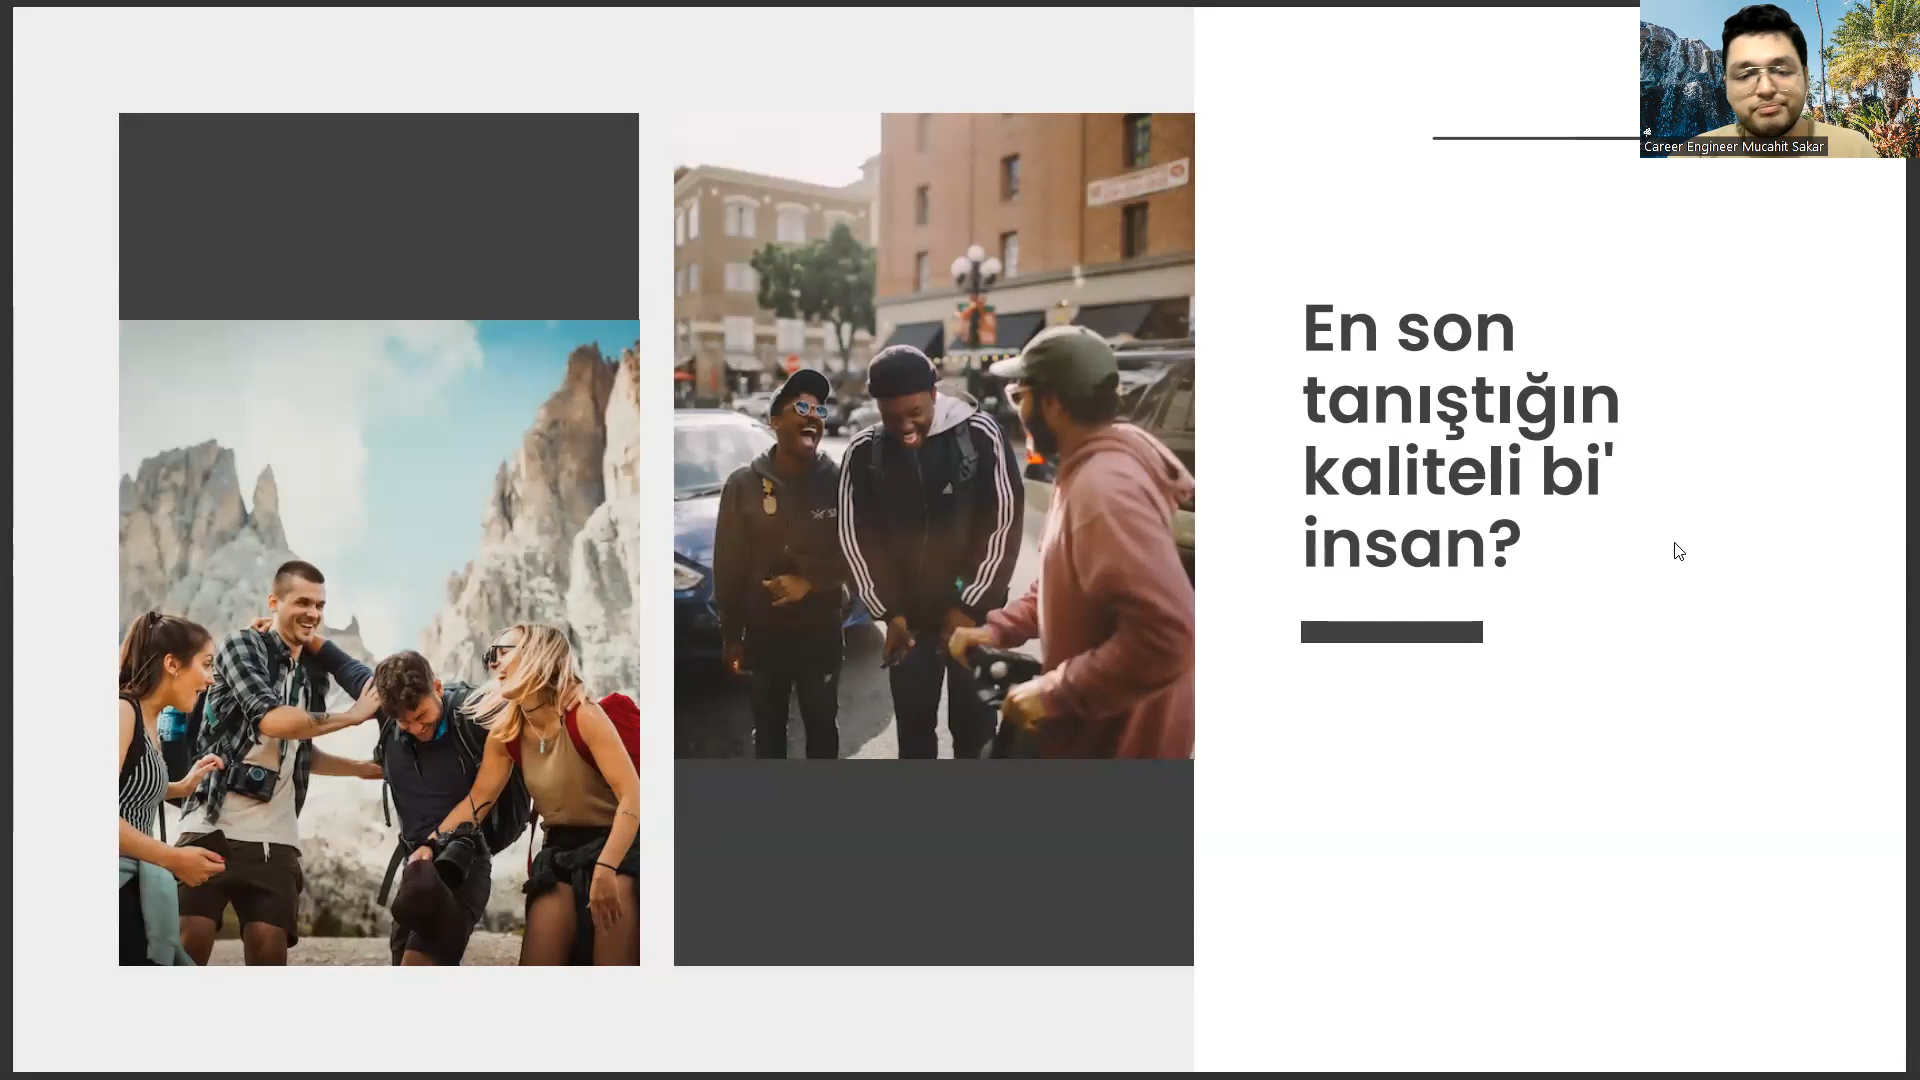 Career Engineer Mucahit Sakar
En son
tanıştığın
kaliteli bi'
insan?